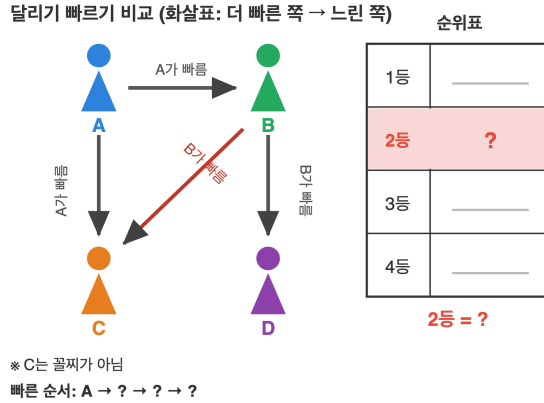 달리기 빠르기 비교 (화살표: 더 빠른 쪽 → 느린 쪽)
순위표
A가 빠름
A
B
B가 빠름
A가 빠름
B가 빠름
C
D
1등
2등 ?
3등
4등
2등 = ?
※ C는 꼴찌가 아님
빠른 순서: A → ? → ? → ?